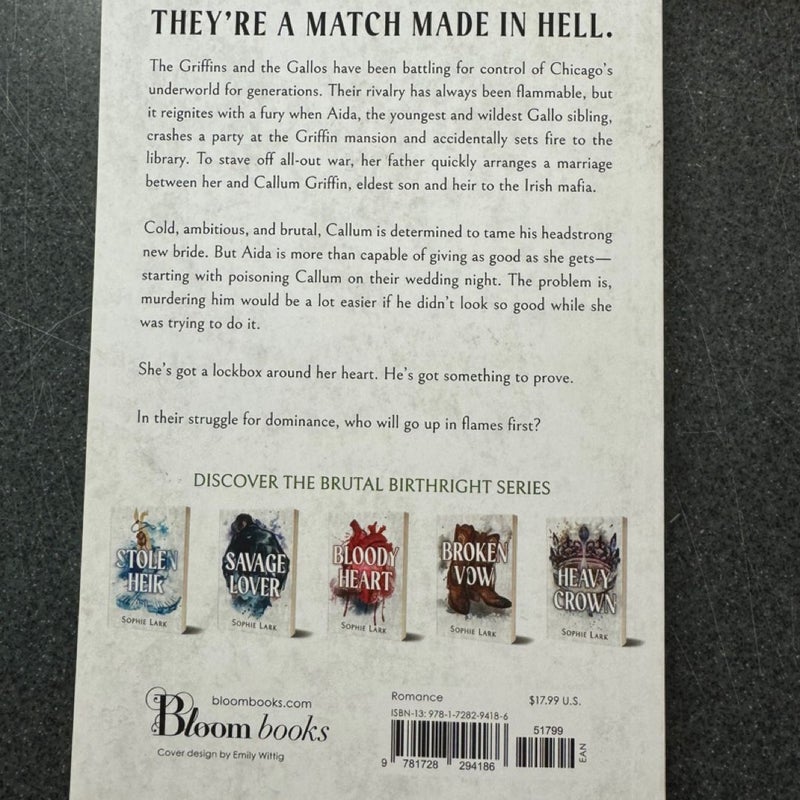 THEY'RE A MATCH MADE IN HELL.
The Griffins and the Gallos have been battling for control of Chicago's
underworld for generations. Their rivalry has always been flammable, but
it reignites with a fury when Aida, the youngest and wildest Gallo sibling,
crashes a party at the Griffin mansion and accidentally sets fire to the
library. To stave off all-out war, her father quickly arranges a marriage
between her and Callum Griffin, eldest son and heir to the Irish mafia.
Cold, ambitious, and brutal, Callum is determined to tame his headstrong
new bride. But Aida is more than capable of giving as good as she gets—
starting with poisoning Callum on their wedding night. The problem is,
murdering him would be a lot easier if he didn't look so good while she
was trying to do it.
She's got a lockbox around her heart. He's got something to prove.
In their struggle for dominance, who will go up in flames first?
DISCOVER THE BRUTAL BIRTHRIGHT SERIES
STOLEN
HEIR
SOPHIE LARK
SAVAGE
LOVER
SOPHIE LARK
BLOODY
HEART
SOPHIE LARK
BROKEN
VOW
SOPHIE LARK
HEAVY
CROWN
SOPHIE LARK
bloombooks.com
Bloom books
Cover design by Emily Wittig
Romance
$17.99 U.S.
ISBN-13: 978-1-7282-9418-6
51799
EAN
9 781728 294186